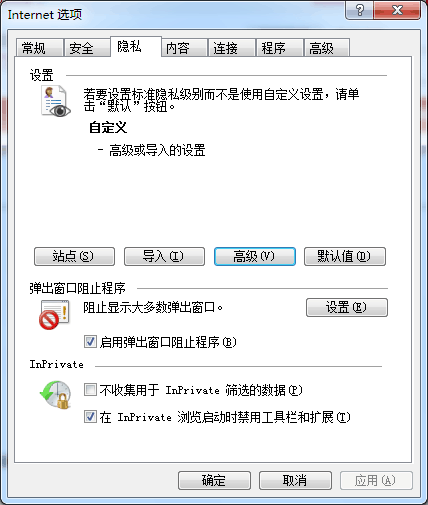 Internet 选项
常规 安全 隐私 内容 连接 程序 高级
设置
若要设置标准隐私级别而不是使用自定义设置，请单
击“默认”按钮。
自定义
- 高级或导入的设置
站点(S) 导入(I) 高级(V) 默认值(D)
弹出窗口阻止程序
阻止显示大多数弹出窗口。 设置(E)
启用弹出窗口阻止程序(B)
InPrivate
不收集用于 InPrivate 筛选的数据(P)
在 InPrivate 浏览启动时禁用工具栏和扩展(T)
确定 取消 应用(A)